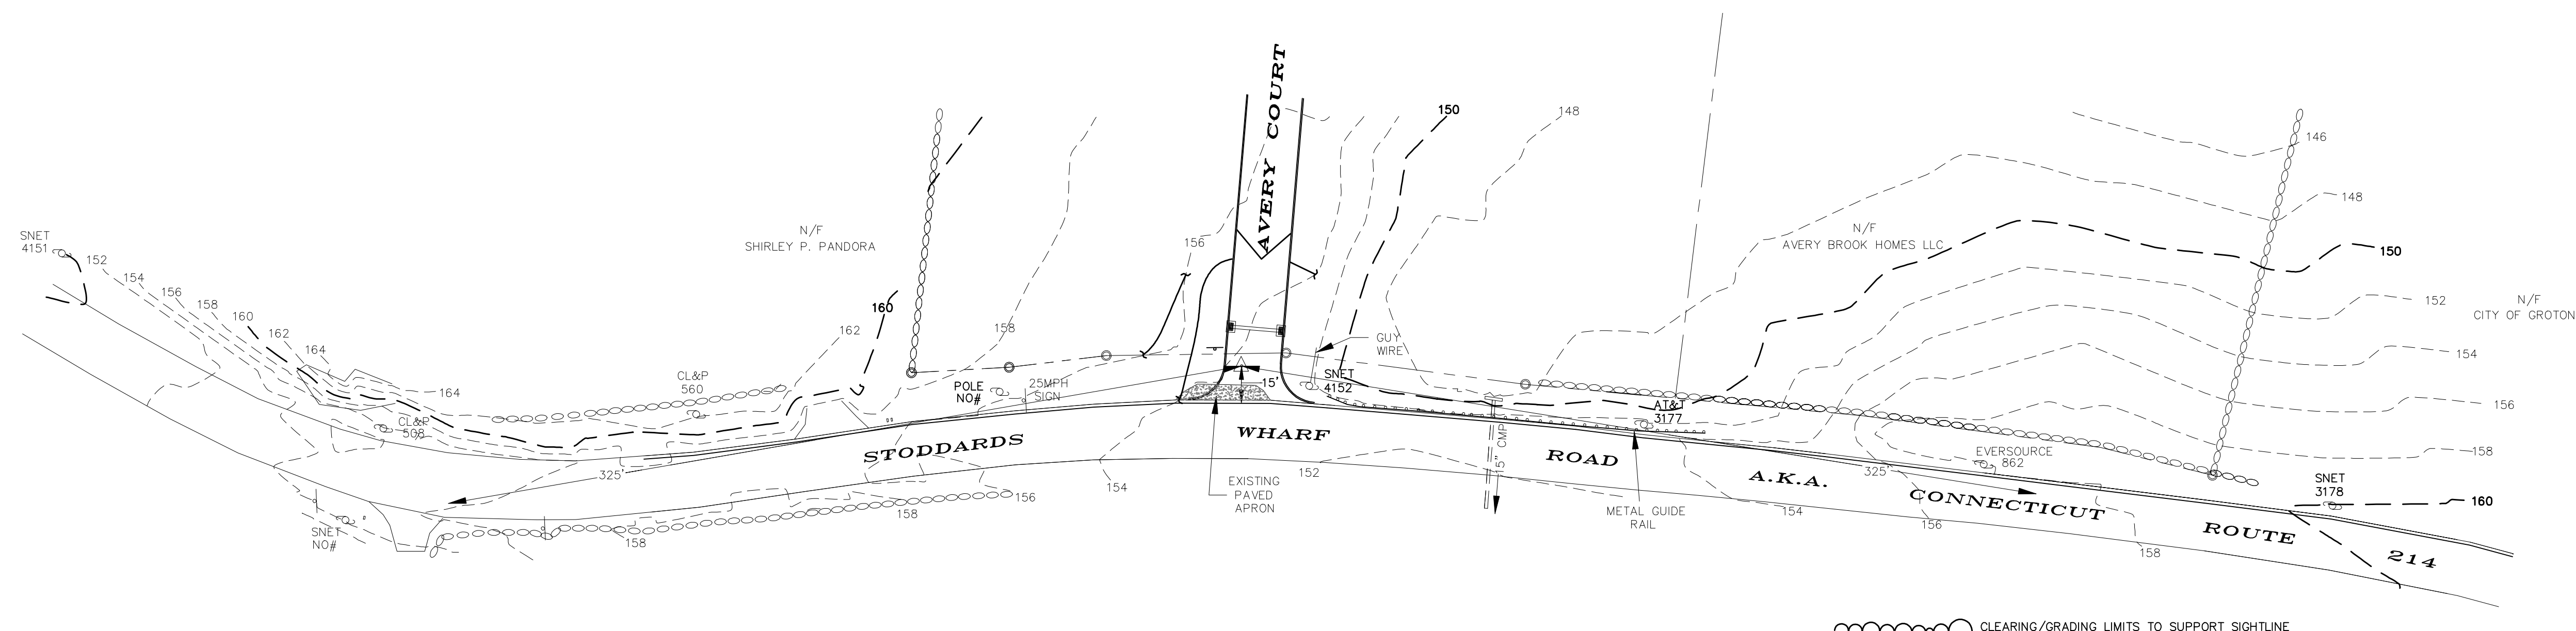 AVERY COURT
150
148
146
148
N/F
SHIRLEY P. PANDORA
N/F
AVERY BROOK HOMES LLC
SNET
4151
152
154
156
158
160
162
164
164
156
150
152
N/F
CITY OF GROTON
160
162
158
CL&P
560
CL&P
508
POLE
NO#
25MPH
SIGN
15'
GUY
WIRE
SNET
4152
AT&T
3177
154
156
158
STODDARDS
WHARF
ROAD
A.K.A.
CONNECTICUT
ROUTE
214
325'
325'
15" CMP
EVERSOURCE
862
SNET
3178
160
EXISTING
PAVED
APRON
METAL GUIDE
RAIL
152
154
154
156
158
156
158
158
SNET
NO#
CLEARING/GRADING LIMITS TO SUPPORT SIGHTLINE